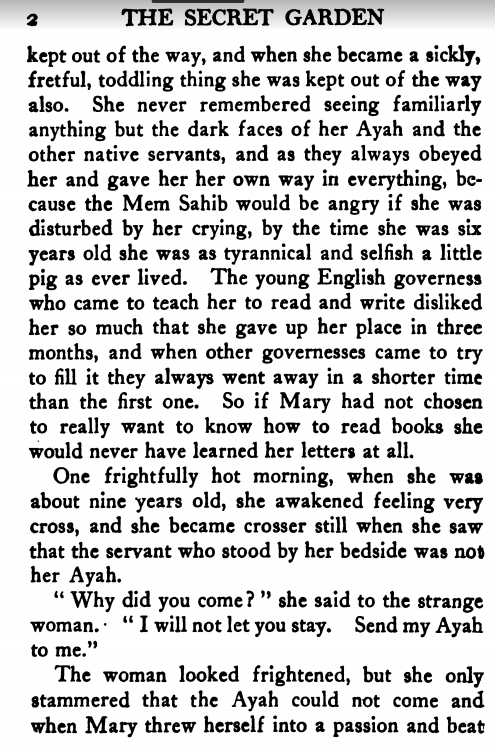 2 THE SECRET GARDEN
kept out of the way, and when she became a sickly,
fretful, toddling thing she was kept out of the way
also. She never remembered seeing familiarly
anything but the dark faces of her Ayah and the
other native servants, and as they always obeyed
her and gave her her own way in everything, be-
cause the Mem Sahib would be angry if she was
disturbed by her crying, by the time she was six
years old she was as tyrannical and selfish a little
pig as ever lived. The young English governess
who came to teach her to read and write disliked
her so much that she gave up her place in three
months, and when other governesses came to try
to fill it they always went away in a shorter time
than the first one. So if Mary had not chosen
to really want to know how to read books she
would never have learned her letters at all.
One frightfully hot morning, when she was
about nine years old, she awakened feeling very
cross, and she became crosser still when she saw
that the servant who stood by her bedside was not
her Ayah.
“ Why did you come? ” she said to the strange
woman. “ I will not let you stay. Send my Ayah
to me.”
The woman looked frightened, but she only
stammered that the Ayah could not come and
when Mary threw herself into a passion and beat